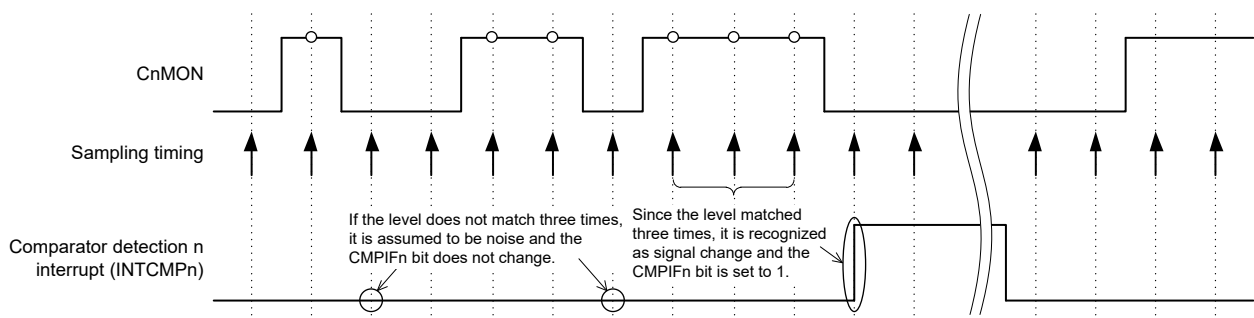 CnMON
Sampling timing
If the level does not match three times,
it is assumed to be noise and the
CMPIFn bit does not change.
Since the level matched
three times, it is recognized
as signal change and the
CMPIFn bit is set to 1.
Comparator detection n
interrupt (INTCMPn)